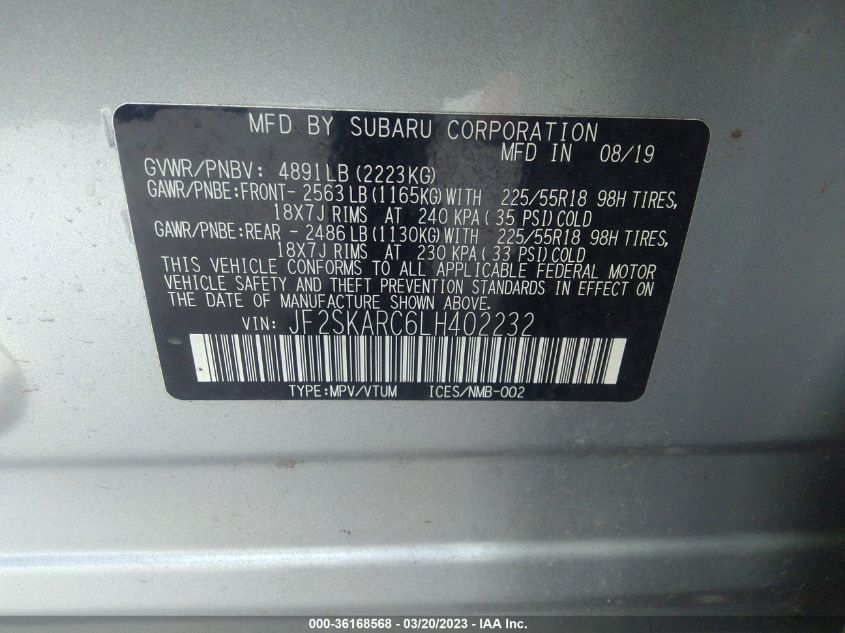 MFD BY SUBARU CORPORATION
MFD IN 08/19
GVWR/PNBV: 4891LB (2223KG)
GAWR/PNBE:FRONT- 2563LB(1165KG)WITH 225/55R18 98H TIRES,
18X7J RIMS AT 240 KPA( 35 PSI)COLD
GAWR/PNBE:REAR - 2486LB(1130KG)WITH 225/55R18 98H TIRES,
18X7J RIMS AT 230 KPA( 33 PSI)COLD
THIS VEHICLE CONFORMS TO ALL APPLICABLE FEDERAL MOTOR
VEHICLE SAFETY AND THEFT PREVENTION STANDARDS IN EFFECT ON
THE DATE OF MANUFACTURE SHOWN ABOVE.
VIN: JF2SKARC6LH402232
TYPE:MPV/VTUM ICES/NMB-002
000-36168568 — 03/20/2023 — IAA Inc.